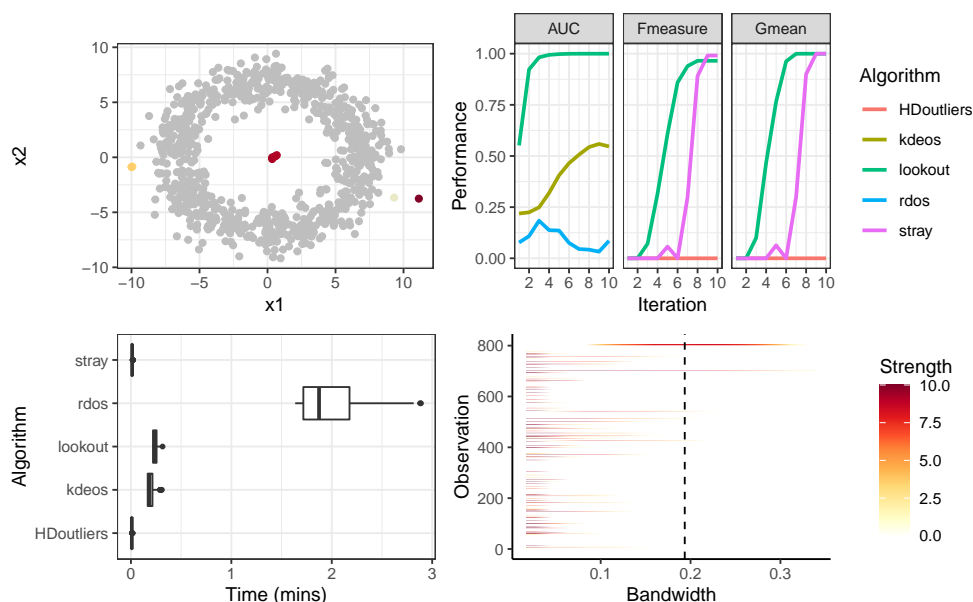 10
5
0
−5
−10
x2
−10
−5
0
5
10
x1
AUC
Fmeasure
Gmean
1.00
0.75
0.50
0.25
0.00
Performance
2 4 6 8 10
2 4 6 8 10
2 4 6 8 10
Iteration
Algorithm
HDoutliers
kdeos
lookout
rdos
stray
stray
rdos
lookout
kdeos
HDoutliers
Algorithm
0
1
2
3
Time (mins)
800
600
400
200
0
Observation
0.1
0.2
0.3
Bandwidth
Strength
10.0
7.5
5.0
2.5
0.0